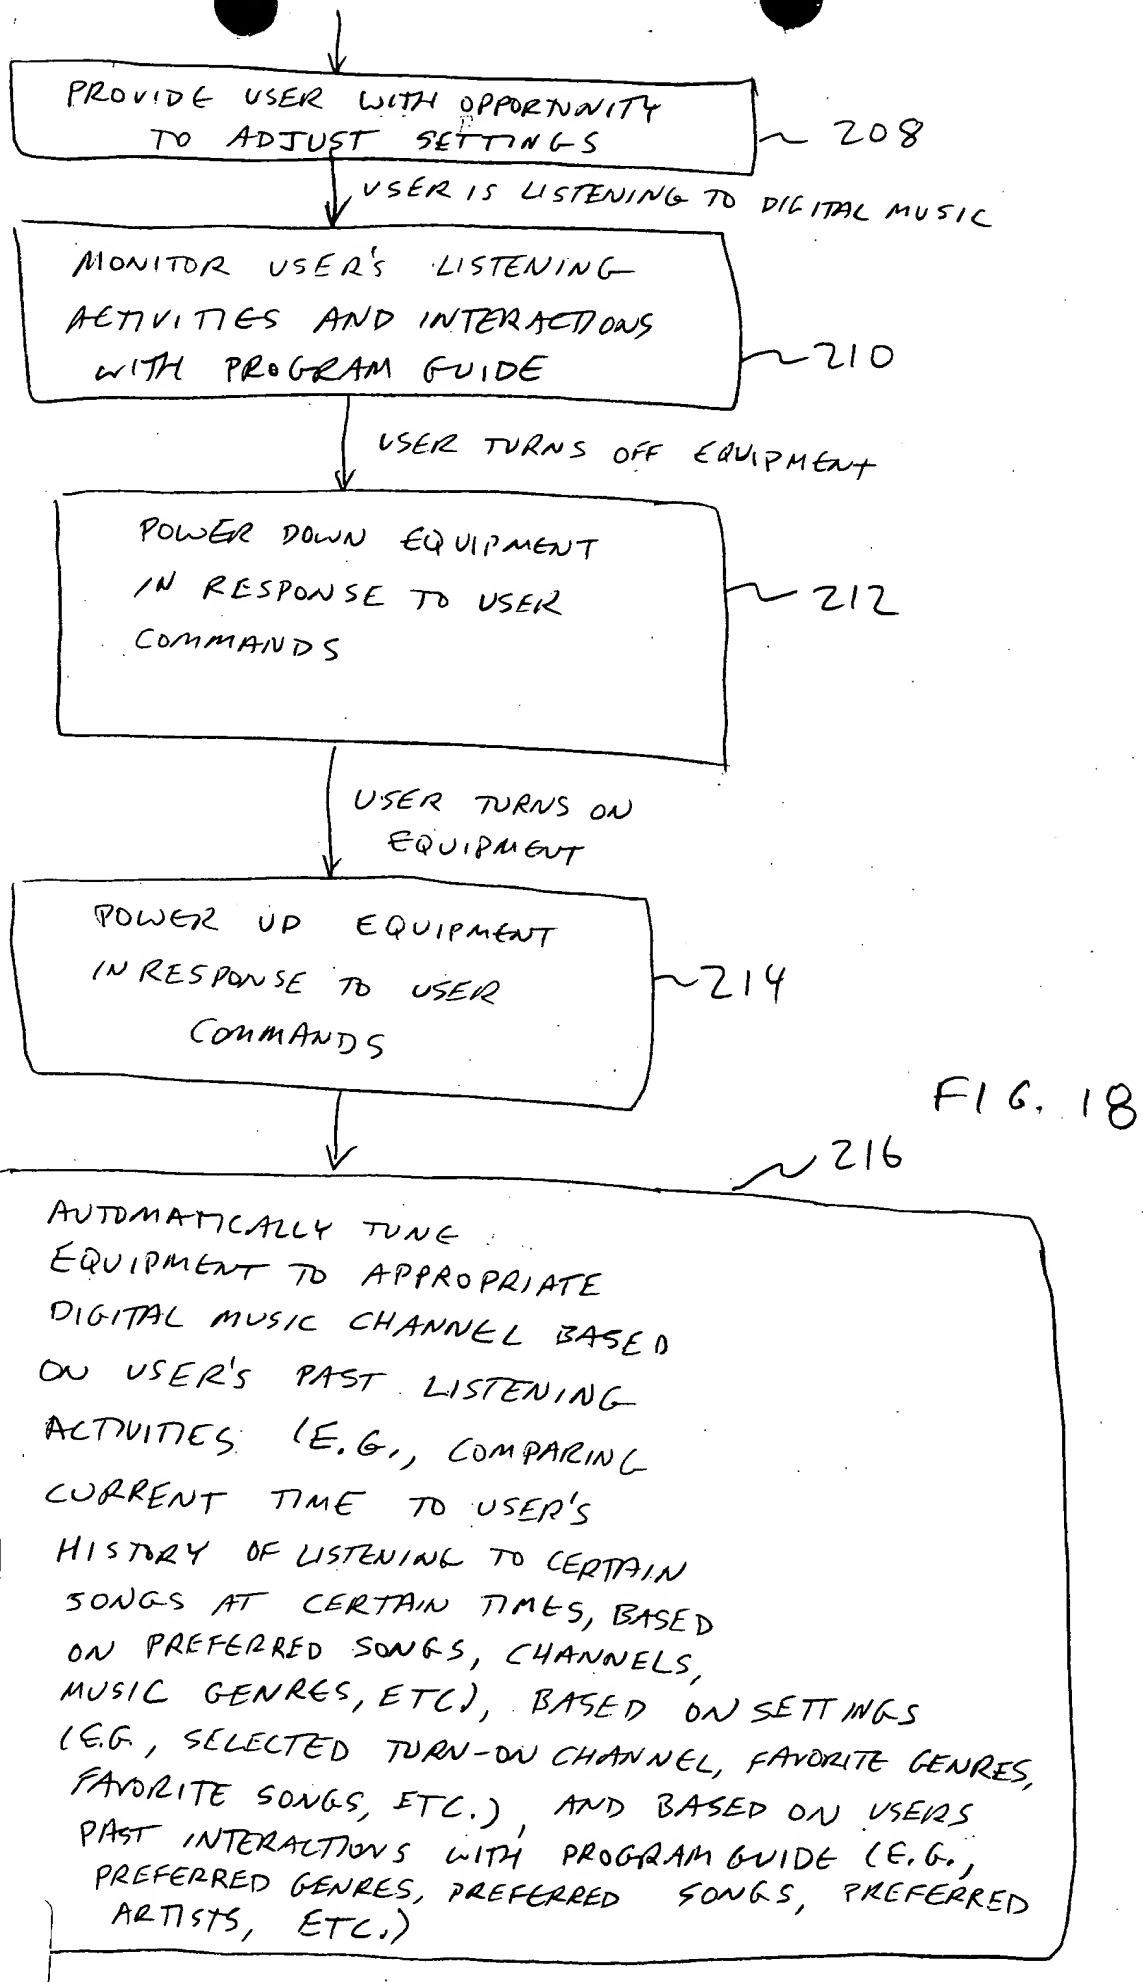 PROVIDE USER WITH OPPORTUNITY
TO ADJUST SETTINGS
208
USER IS LISTENING TO DIGITAL MUSIC
MONITOR USER'S LISTENING
ACTIVITIES AND INTERACTIONS
WITH PROGRAM GUIDE
210
USER TURNS OFF EQUIPMENT
POWER DOWN EQUIPMENT
IN RESPONSE TO USER
COMMANDS
212
USER TURNS ON
EQUIPMENT
POWER UP EQUIPMENT
IN RESPONSE TO USER
COMMANDS
214
FIG. 18
216
AUTOMATICALLY TUNE
EQUIPMENT TO APPROPRIATE
DIGITAL MUSIC CHANNEL BASED
ON USER'S PAST LISTENING
ACTIVITIES (E.G., COMPARING
CURRENT TIME TO USER'S
HISTORY OF LISTENING TO CERTAIN
SONGS AT CERTAIN TIMES, BASED
ON PREFERRED SONGS, CHANNELS,
MUSIC GENRES, ETC), BASED ON SETTINGS
(E.G., SELECTED TURN-ON CHANNEL, FAVORITE GENRES,
FAVORITE SONGS, ETC.), AND BASED ON USERS
PAST INTERACTIONS WITH PROGRAM GUIDE (E.G.,
PREFERRED GENRES, PREFERRED SONGS, PREFERRED
ARTISTS, ETC.)